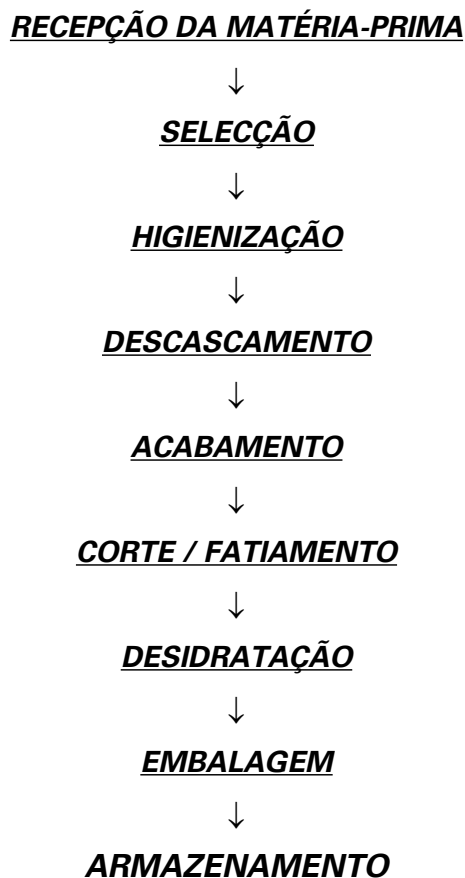 RECEPÇÃO DA MATÉRIA-PRIMA
↓
SELECÇÃO
↓
HIGIENIZAÇÃO
↓
DESCASCAMENTO
↓
ACABAMENTO
↓
CORTE / FATIAMENTO
↓
DESIDRATAÇÃO
↓
EMBALAGEM
↓
ARMAZENAMENTO